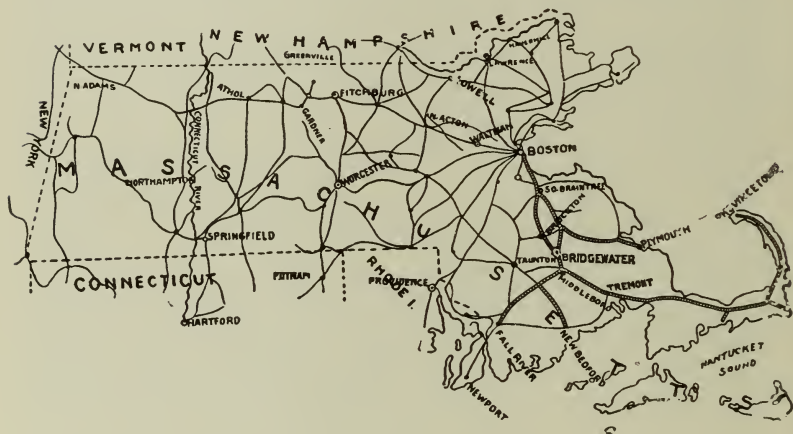 VERMONT
NEW HAMPSHIRE
GREENVILLE
HAVERHILL
LAWRENCE
LOWELL
N. ADAMS
ATHOL
FITCHBURG
GARDNER
ACTON
WALTHAM
BOSTON
NEW YORK
CONNECTICUT RIVER
MASSACHUSETTS
NORTHAMPTON
WORCESTER
SO. BRAINTREE
PLYMOUTH
SPRINGFIELD
TAUNTON
BRIDGEWATER
CONNECTICUT
PUTNAM
RHODE I.
PROVIDENCE
MIDDLEBORO
TREMONT
HARTFORD
FALL RIVER
NEW BEDFORD
NEWPORT
NANTUCKET
SOUND